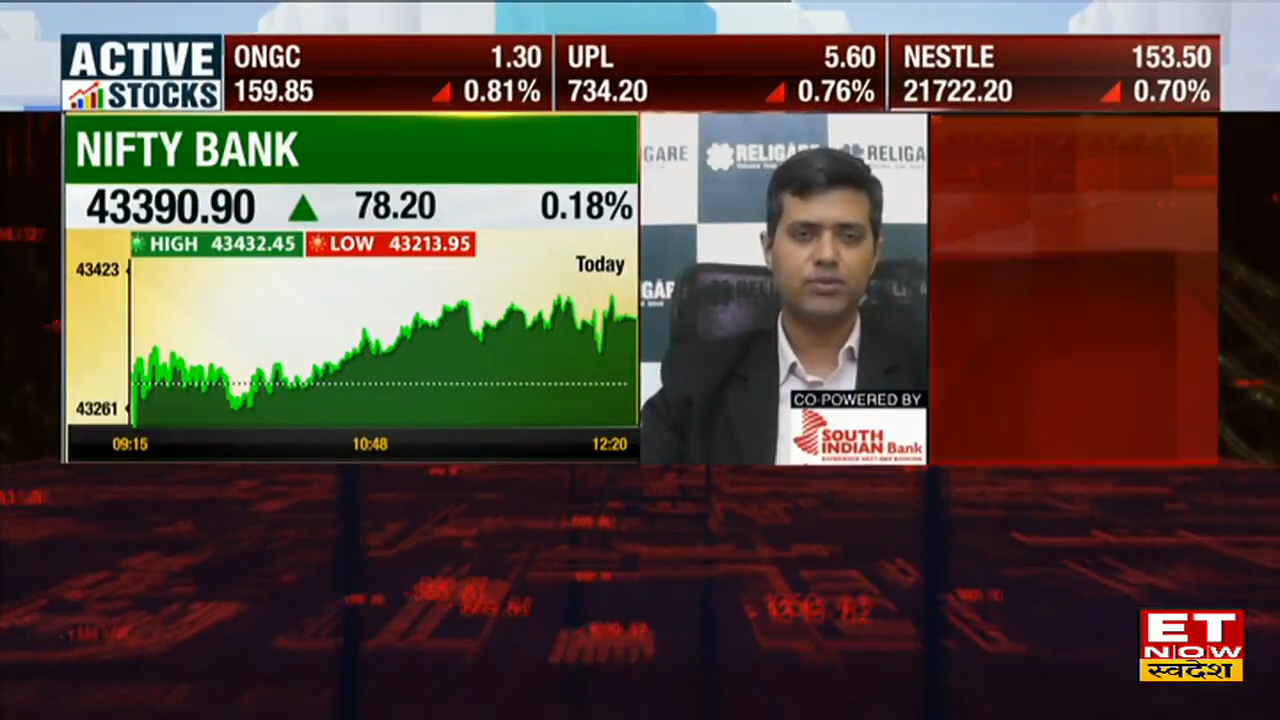 ACTIVE
STOCKS
ONGC 1.30
159.85 0.81%
UPL 5.60
734.20 0.76%
NESTLE 153.50
21722.20 0.70%
NIFTY BANK
43390.90 78.20 0.18%
HIGH 43432.45 LOW 43213.95
Today
43423
43261
09:15 10:48 12:20
GARE RELIGARE RELIGA
CO-POWERED BY
SOUTH
INDIAN Bank
ET
NOW
स्वदेश